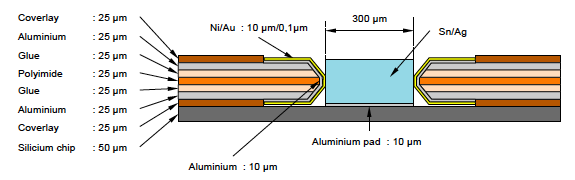 Coverlay : 25 µm
Aluminium : 25 µm
Glue : 25 µm
Polyimide : 25 µm
Glue : 25 µm
Aluminium : 25 µm
Coverlay : 25 µm
Silicium chip : 50 µm
Ni/Au : 10 µm/0,1µm
300 µm
Sn/Ag
Aluminium : 10 µm
Aluminium pad : 10 µm